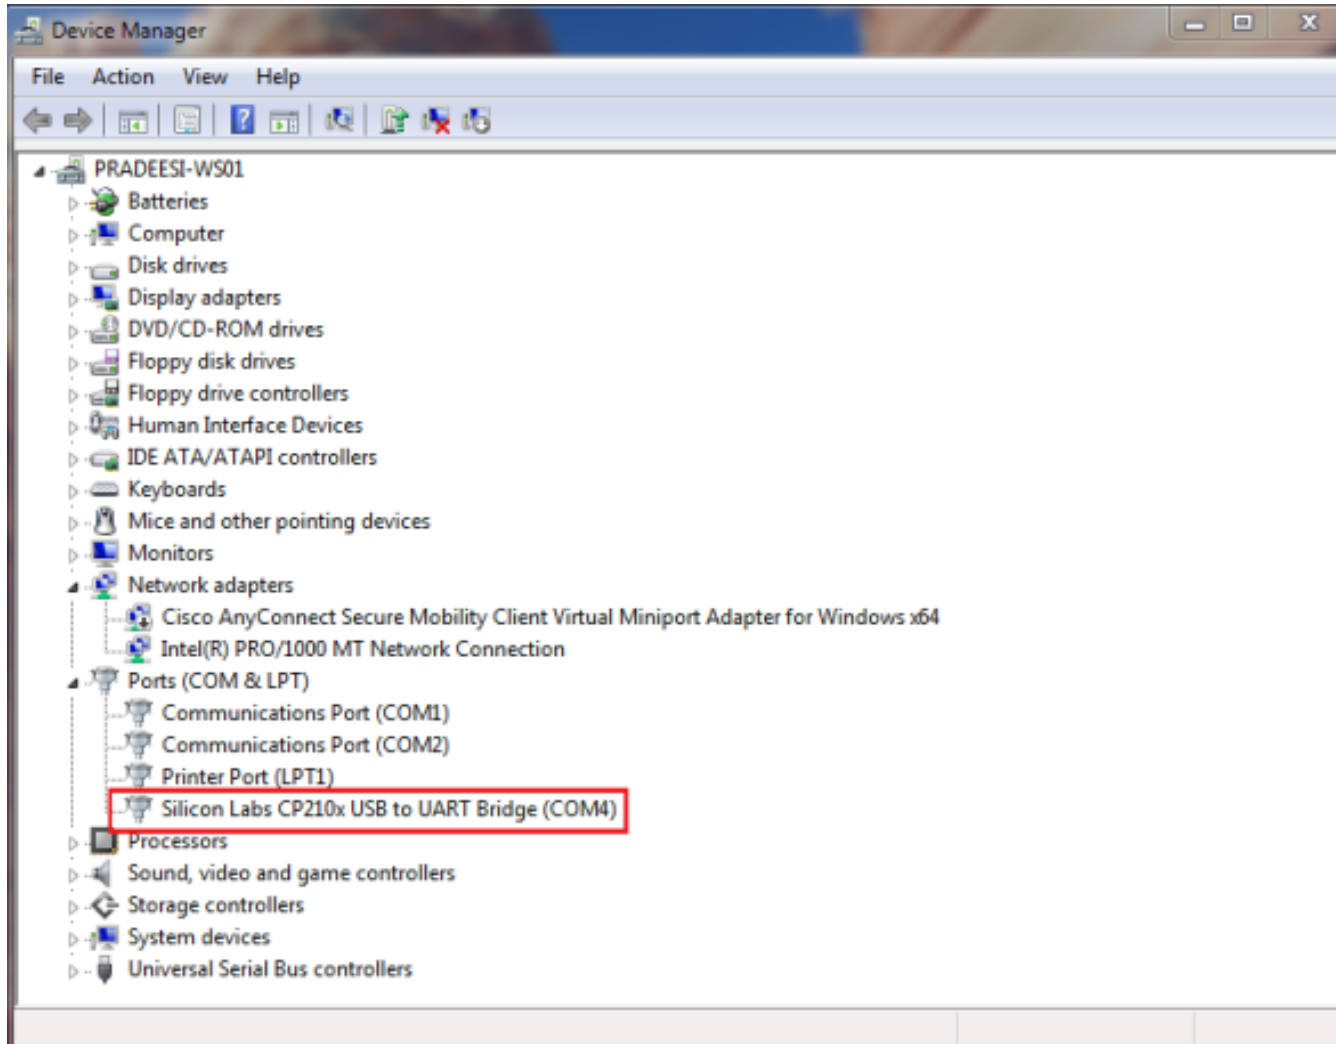 Device Manager
File Action View Help
PRADEESI-WS01
Batteries
Computer
Disk drives
Display adapters
DVD/CD-ROM drives
Floppy disk drives
Floppy drive controllers
Human Interface Devices
IDE ATA/ATAPI controllers
Keyboards
Mice and other pointing devices
Monitors
Network adapters
Cisco AnyConnect Secure Mobility Client Virtual Miniport Adapter for Windows x64
Intel(R) PRO/1000 MT Network Connection
Ports (COM & LPT)
Communications Port (COM1)
Communications Port (COM2)
Printer Port (LPT1)
Silicon Labs CP210x USB to UART Bridge (COM4)
Processors
Sound, video and game controllers
Storage controllers
System devices
Universal Serial Bus controllers